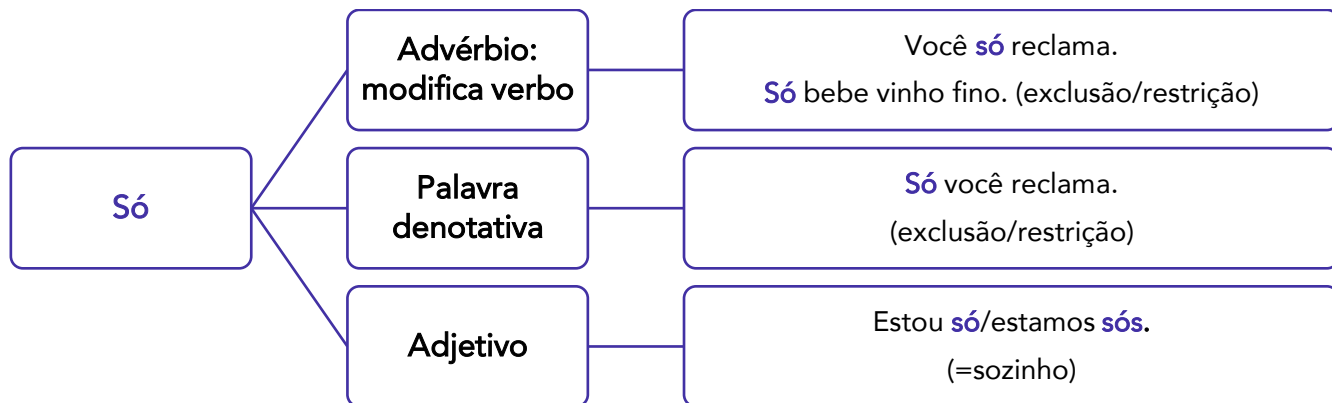 Só
Advérbio:
modifica verbo
Você só reclama.
Só bebe vinho fino. (exclusão/restrição)
Palavra
denotativa
Só você reclama.
(exclusão/restrição)
Adjetivo
Estou só/estamos sós.
(=sozinho)